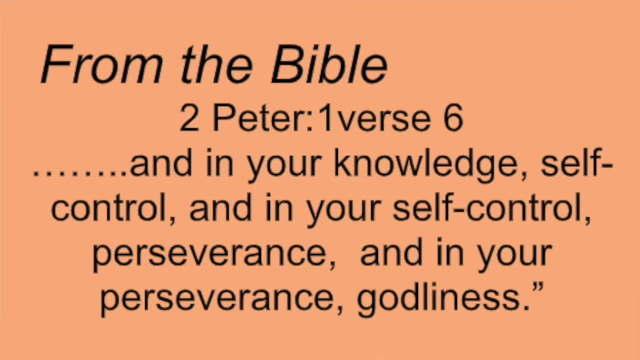 From the Bible
2 Peter:1verse 6
……..and in your knowledge, self-
control, and in your self-control,
perseverance,  and in your
perseverance, godliness.”